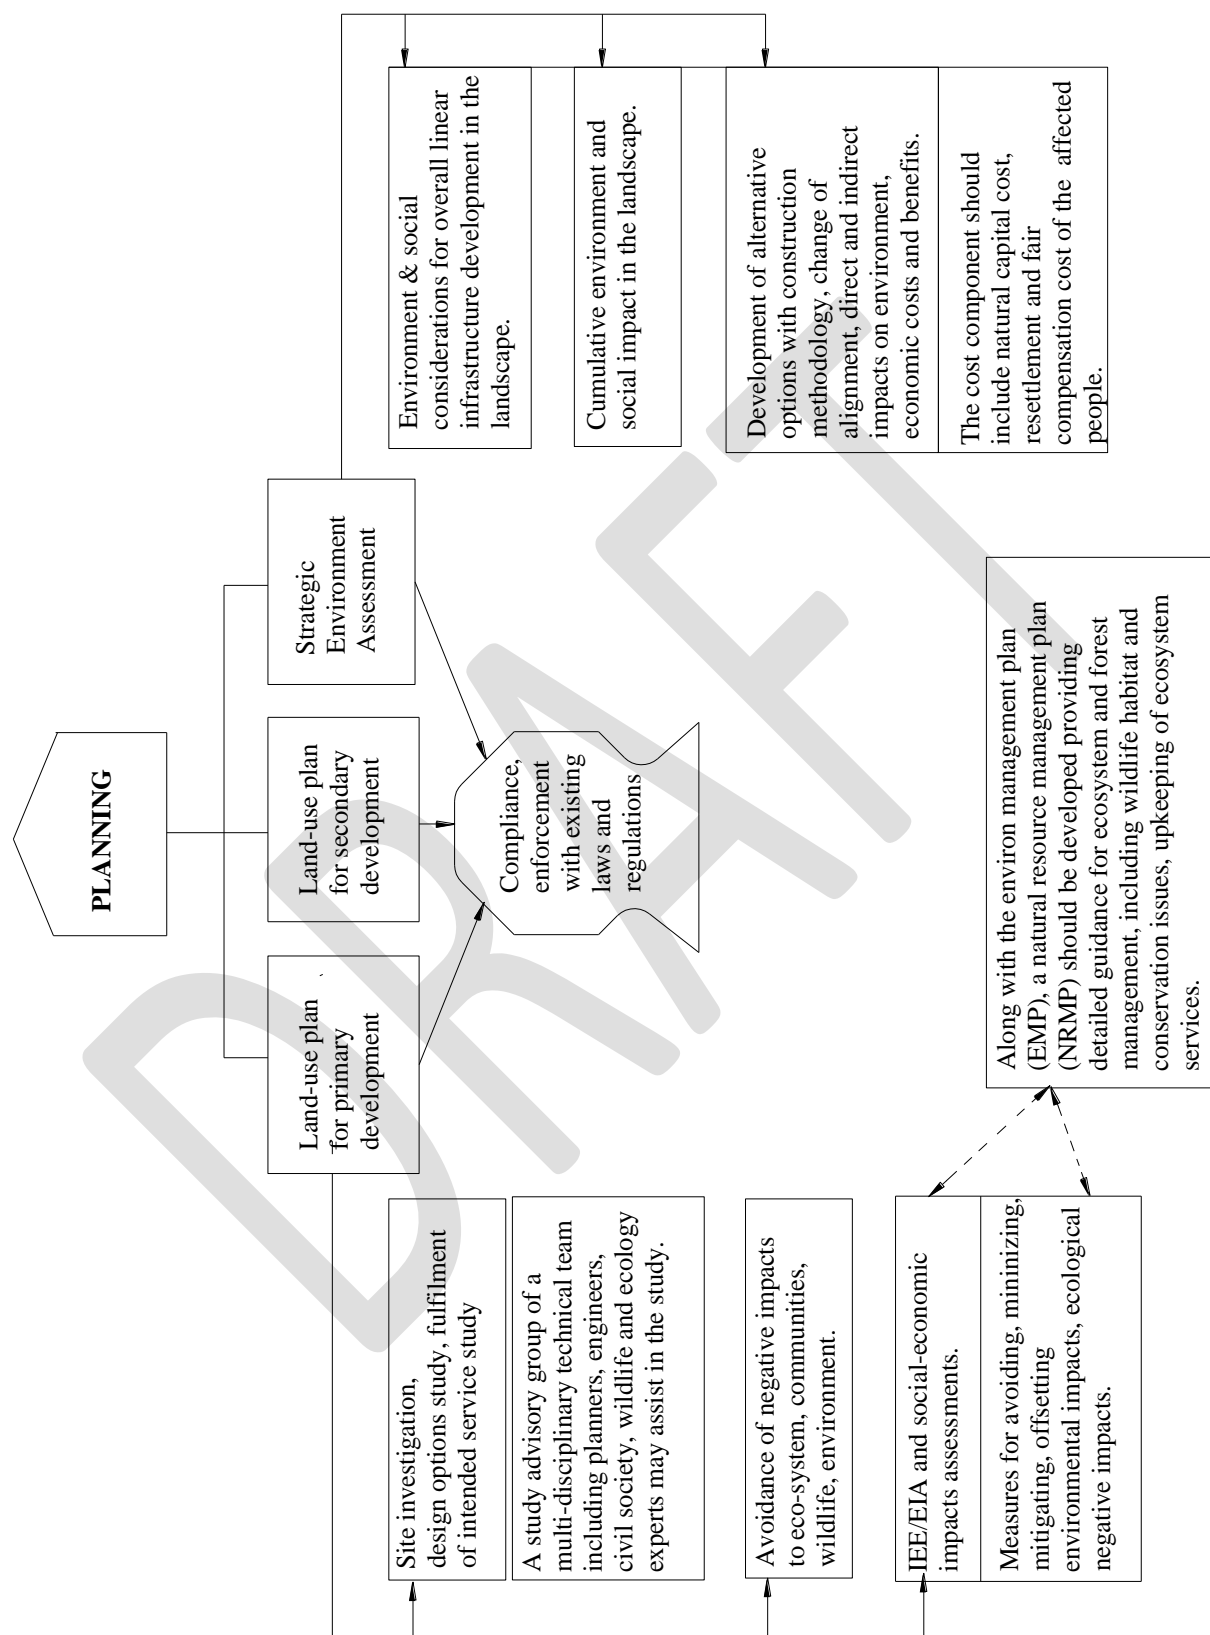 PLANNING
Land-use plan
for primary
development
Land-use plan
for secondary
development
Strategic
Environment
Assessment
Compliance,
enforcement
with existing
laws and
regulations
Site investigation,
design options study, fulfilment
of intended service study
A study advisory group of a
multi-disciplinary technical team
including planners, engineers,
civil society, wildlife and ecology
experts may assist in the study.
Avoidance of negative impacts
to eco-system, communities,
wildlife, environment.
IEE/EIA and social-economic
impacts assessments.
Measures for avoiding, minimizing,
mitigating, offsetting
environmental impacts, ecological
negative impacts.
Along with the environ management plan
(EMP), a natural resource management plan
(NRMP) should be developed providing
detailed guidance for ecosystem and forest
management, including wildlife habitat and
conservation issues, upkeeping of ecosystem
services.
Environment & social
considerations for overall linear
infrastructure development in the
landscape.
Cumulative environment and
social impact in the landscape.
Development of alternative
options with construction
methodology, change of
alignment, direct and indirect
impacts on environment,
economic costs and benefits.
The cost component should
include natural capital cost,
resettlement and fair
compensation cost of the affected
people.
DRAFT